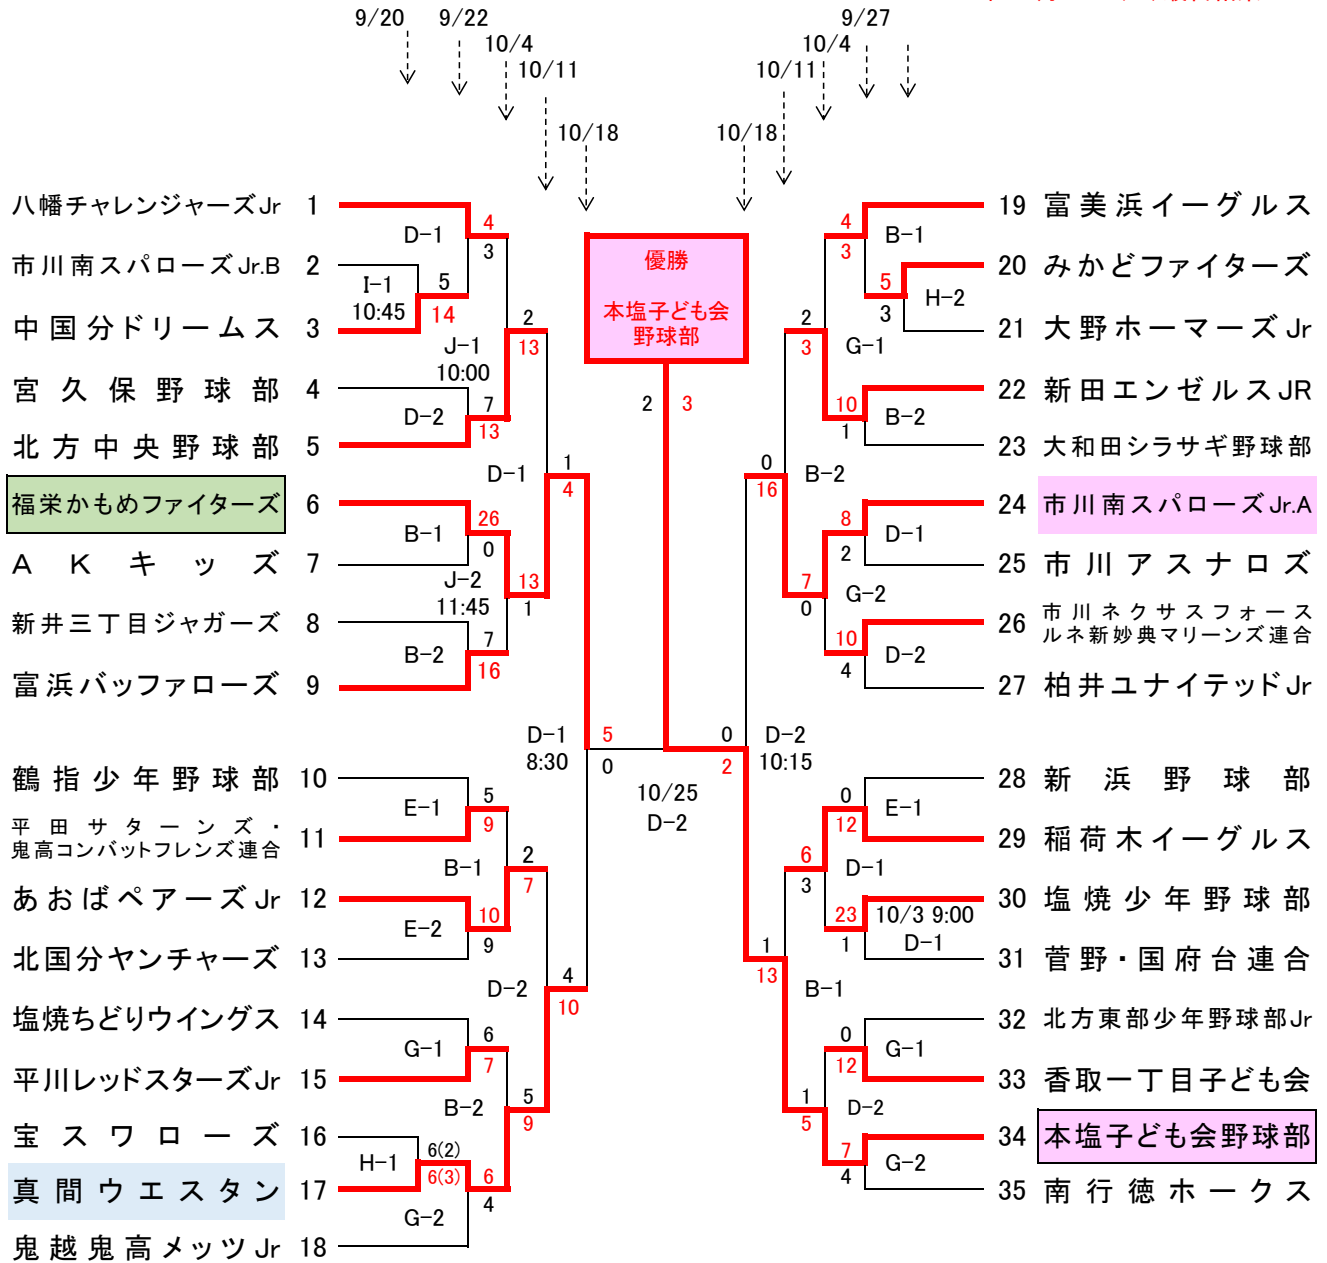 9/20
9/22
9/27
10/4
10/4
10/11
10/11
10/18
10/18
優勝
本塩子ども会
野球部
2
3
八幡チャレンジャーズJr 1
市川南スパローズJr.B 2
中国分ドリームス 3
宮久保野球部 4
北方中央野球部 5
福栄かもめファイターズ 6
AKキッズ 7
新井三丁目ジャガーズ 8
富浜バッファローズ 9
D-1
4
3
I-1
10:45
5
14
J-1
10:00
2
13
D-2
7
13
D-1
1
4
B-1
26
0
J-2
11:45
13
1
B-2
7
16
D-1
8:30
5
0
鶴指少年野球部 10
平田サターンズ・
鬼高コンバットフレンズ連合 11
あおばペアーズJr 12
北国分ヤンチャーズ 13
塩焼ちどりウイングス 14
平川レッドスターズJr 15
宝スワローズ 16
真間ウエスタン 17
鬼越鬼高メッツJr 18
E-1
5
9
B-1
2
7
E-2
10
9
D-2
4
10
G-1
6
7
B-2
5
9
H-1
6(2)
6(3)
6
4
G-2
10/25
D-2
19 富美浜イーグルス
20 みかどファイターズ
21 大野ホーマーズJr
22 新田エンゼルスJR
23 大和田シラサギ野球部
24 市川南スパローズJr.A
25 市川アスナロズ
26 市川ネクサスフォース
ルネ新妙典マリーンズ連合
27 柏井ユナイテッドJr
4
3
B-1
5
3
H-2
2
3
G-1
10
1
B-2
0
16
B-2
8
2
D-1
7
0
G-2
10
4
D-2
0
2
D-2
10:15
28 新浜野球部
29 稲荷木イーグルス
30 塩焼少年野球部
31 菅野・国府台連合
32 北方東部少年野球部Jr
33 香取一丁目子ども会
34 本塩子ども会野球部
35 南行徳ホークス
0
12
E-1
6
3
D-1
23
1
10/3 9:00
D-1
1
13
B-1
0
12
G-1
1
5
D-2
7
4
G-2